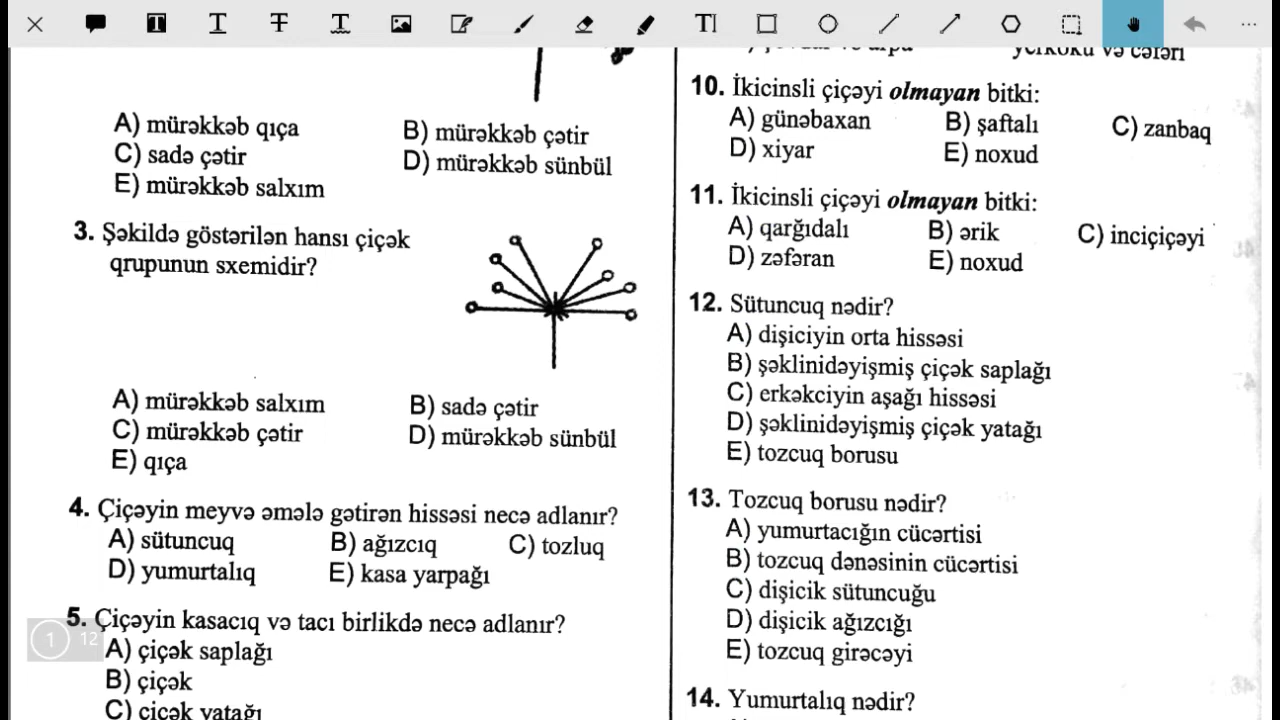 A) mürəkkəb qıça
B) mürəkkəb çətir
C) sadə çətir
D) mürəkkəb sünbül
E) mürəkkəb salxım
3. Şəkildə göstərilən hansı çiçək
qrupunun sxemidir?
A) mürəkkəb salxım
B) sadə çətir
C) mürəkkəb çətir
D) mürəkkəb sünbül
E) qıça
4. Çiçəyin meyvə əmələ gətirən hissəsi necə adlanır?
A) sütuncuq
B) ağızcıq
C) tozluq
D) yumurtalıq
E) kasa yarpağı
5. Çiçəyin kasacıq və tacı birlikdə necə adlanır?
A) çiçək saplağı
B) çiçək
C) çiçək yatağı
1 12
yerkökü və cəfəri
10. İkicinsli çiçəyi olmayan bitki:
A) günəbaxan
B) şaftalı
C) zanbaq
D) xiyar
E) noxud
11. İkicinsli çiçəyi olmayan bitki:
A) qarğıdalı
B) ərik
C) inciçiçəyi
D) zəfəran
E) noxud
12. Sütuncuq nədir?
A) dişiciyin orta hissəsi
B) şəklinidəyişmiş çiçək saplağı
C) erkəkciyin aşağı hissəsi
D) şəklinidəyişmiş çiçək yatağı
E) tozcuq borusu
13. Tozcuq borusu nədir?
A) yumurtacığın cücərtisi
B) tozcuq dənəsinin cücərtisi
C) dişicik sütuncuğu
D) dişicik ağızcığı
E) tozcuq girəcəyi
14. Yumurtalıq nədir?